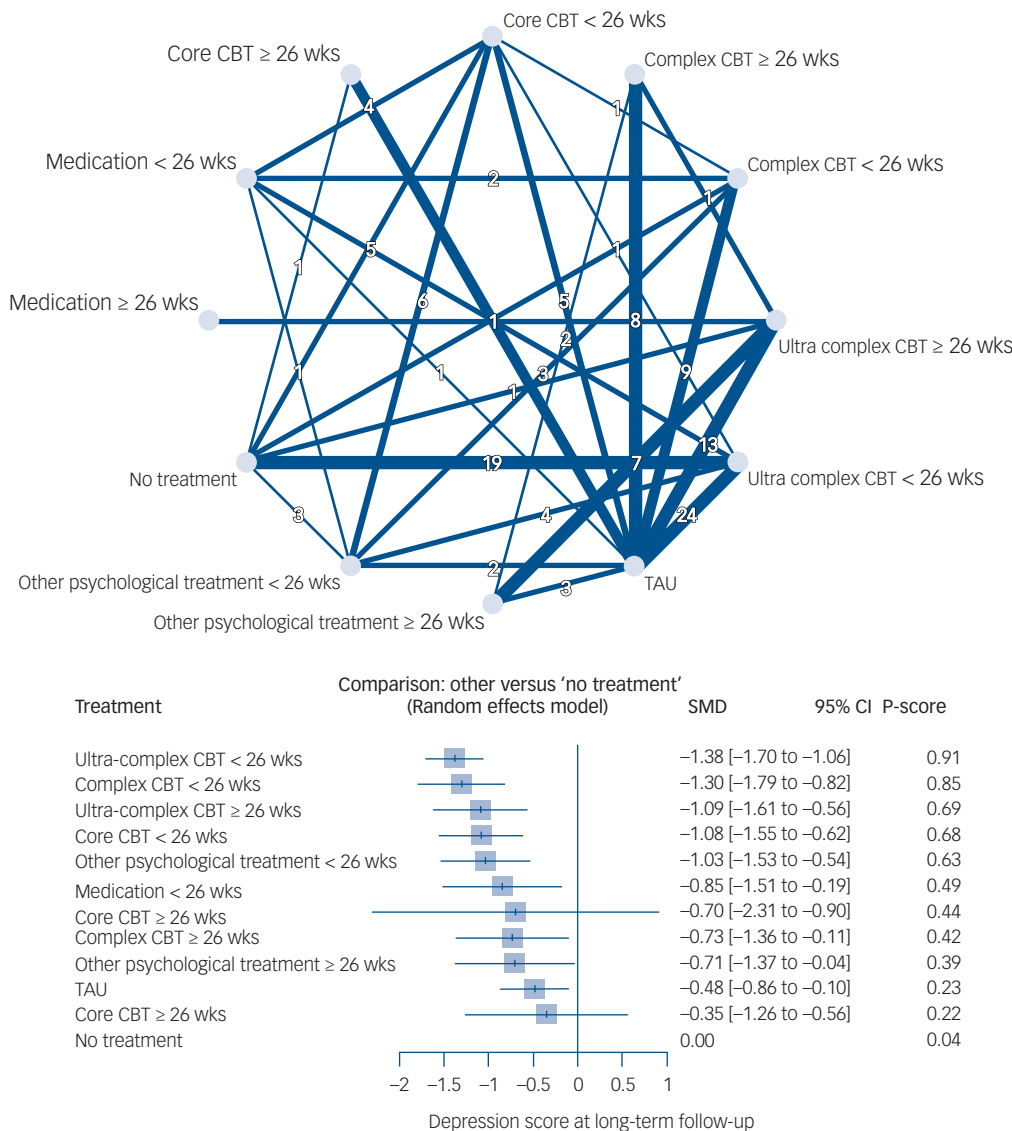 Core CBT < 26 wks
Core CBT ≥ 26 wks
Complex CBT ≥ 26 wks
4
1
Medication < 26 wks
Complex CBT < 26 wks
2
1
5
1
1
Medication ≥ 26 wks
6
5
1
8
2
Ultra complex CBT ≥ 26 wks
1
1
3
9
1
13
No treatment
19
7
Ultra complex CBT < 26 wks
3
4
24
2
Other psychological treatment < 26 wks
3
TAU
Other psychological treatment ≥ 26 wks
Comparison: other versus ‘no treatment’
Treatment (Random effects model) SMD 95% CI P-score
Ultra-complex CBT < 26 wks −1.38 [−1.70 to −1.06] 0.91
Complex CBT < 26 wks −1.30 [−1.79 to −0.82] 0.85
Ultra-complex CBT ≥ 26 wks −1.09 [−1.61 to −0.56] 0.69
Core CBT < 26 wks −1.08 [−1.55 to −0.62] 0.68
Other psychological treatment < 26 wks −1.03 [−1.53 to −0.54] 0.63
Medication < 26 wks −0.85 [−1.51 to −0.19] 0.49
Core CBT ≥ 26 wks −0.70 [−2.31 to −0.90] 0.44
Complex CBT ≥ 26 wks −0.73 [−1.36 to −0.11] 0.42
Other psychological treatment ≥ 26 wks −0.71 [−1.37 to −0.04] 0.39
TAU −0.48 [−0.86 to −0.10] 0.23
Core CBT ≥ 26 wks −0.35 [−1.26 to −0.56] 0.22
No treatment 0.00 0.04
−2 −1.5 −1 −0.5 0 0.5 1
Depression score at long-term follow-up